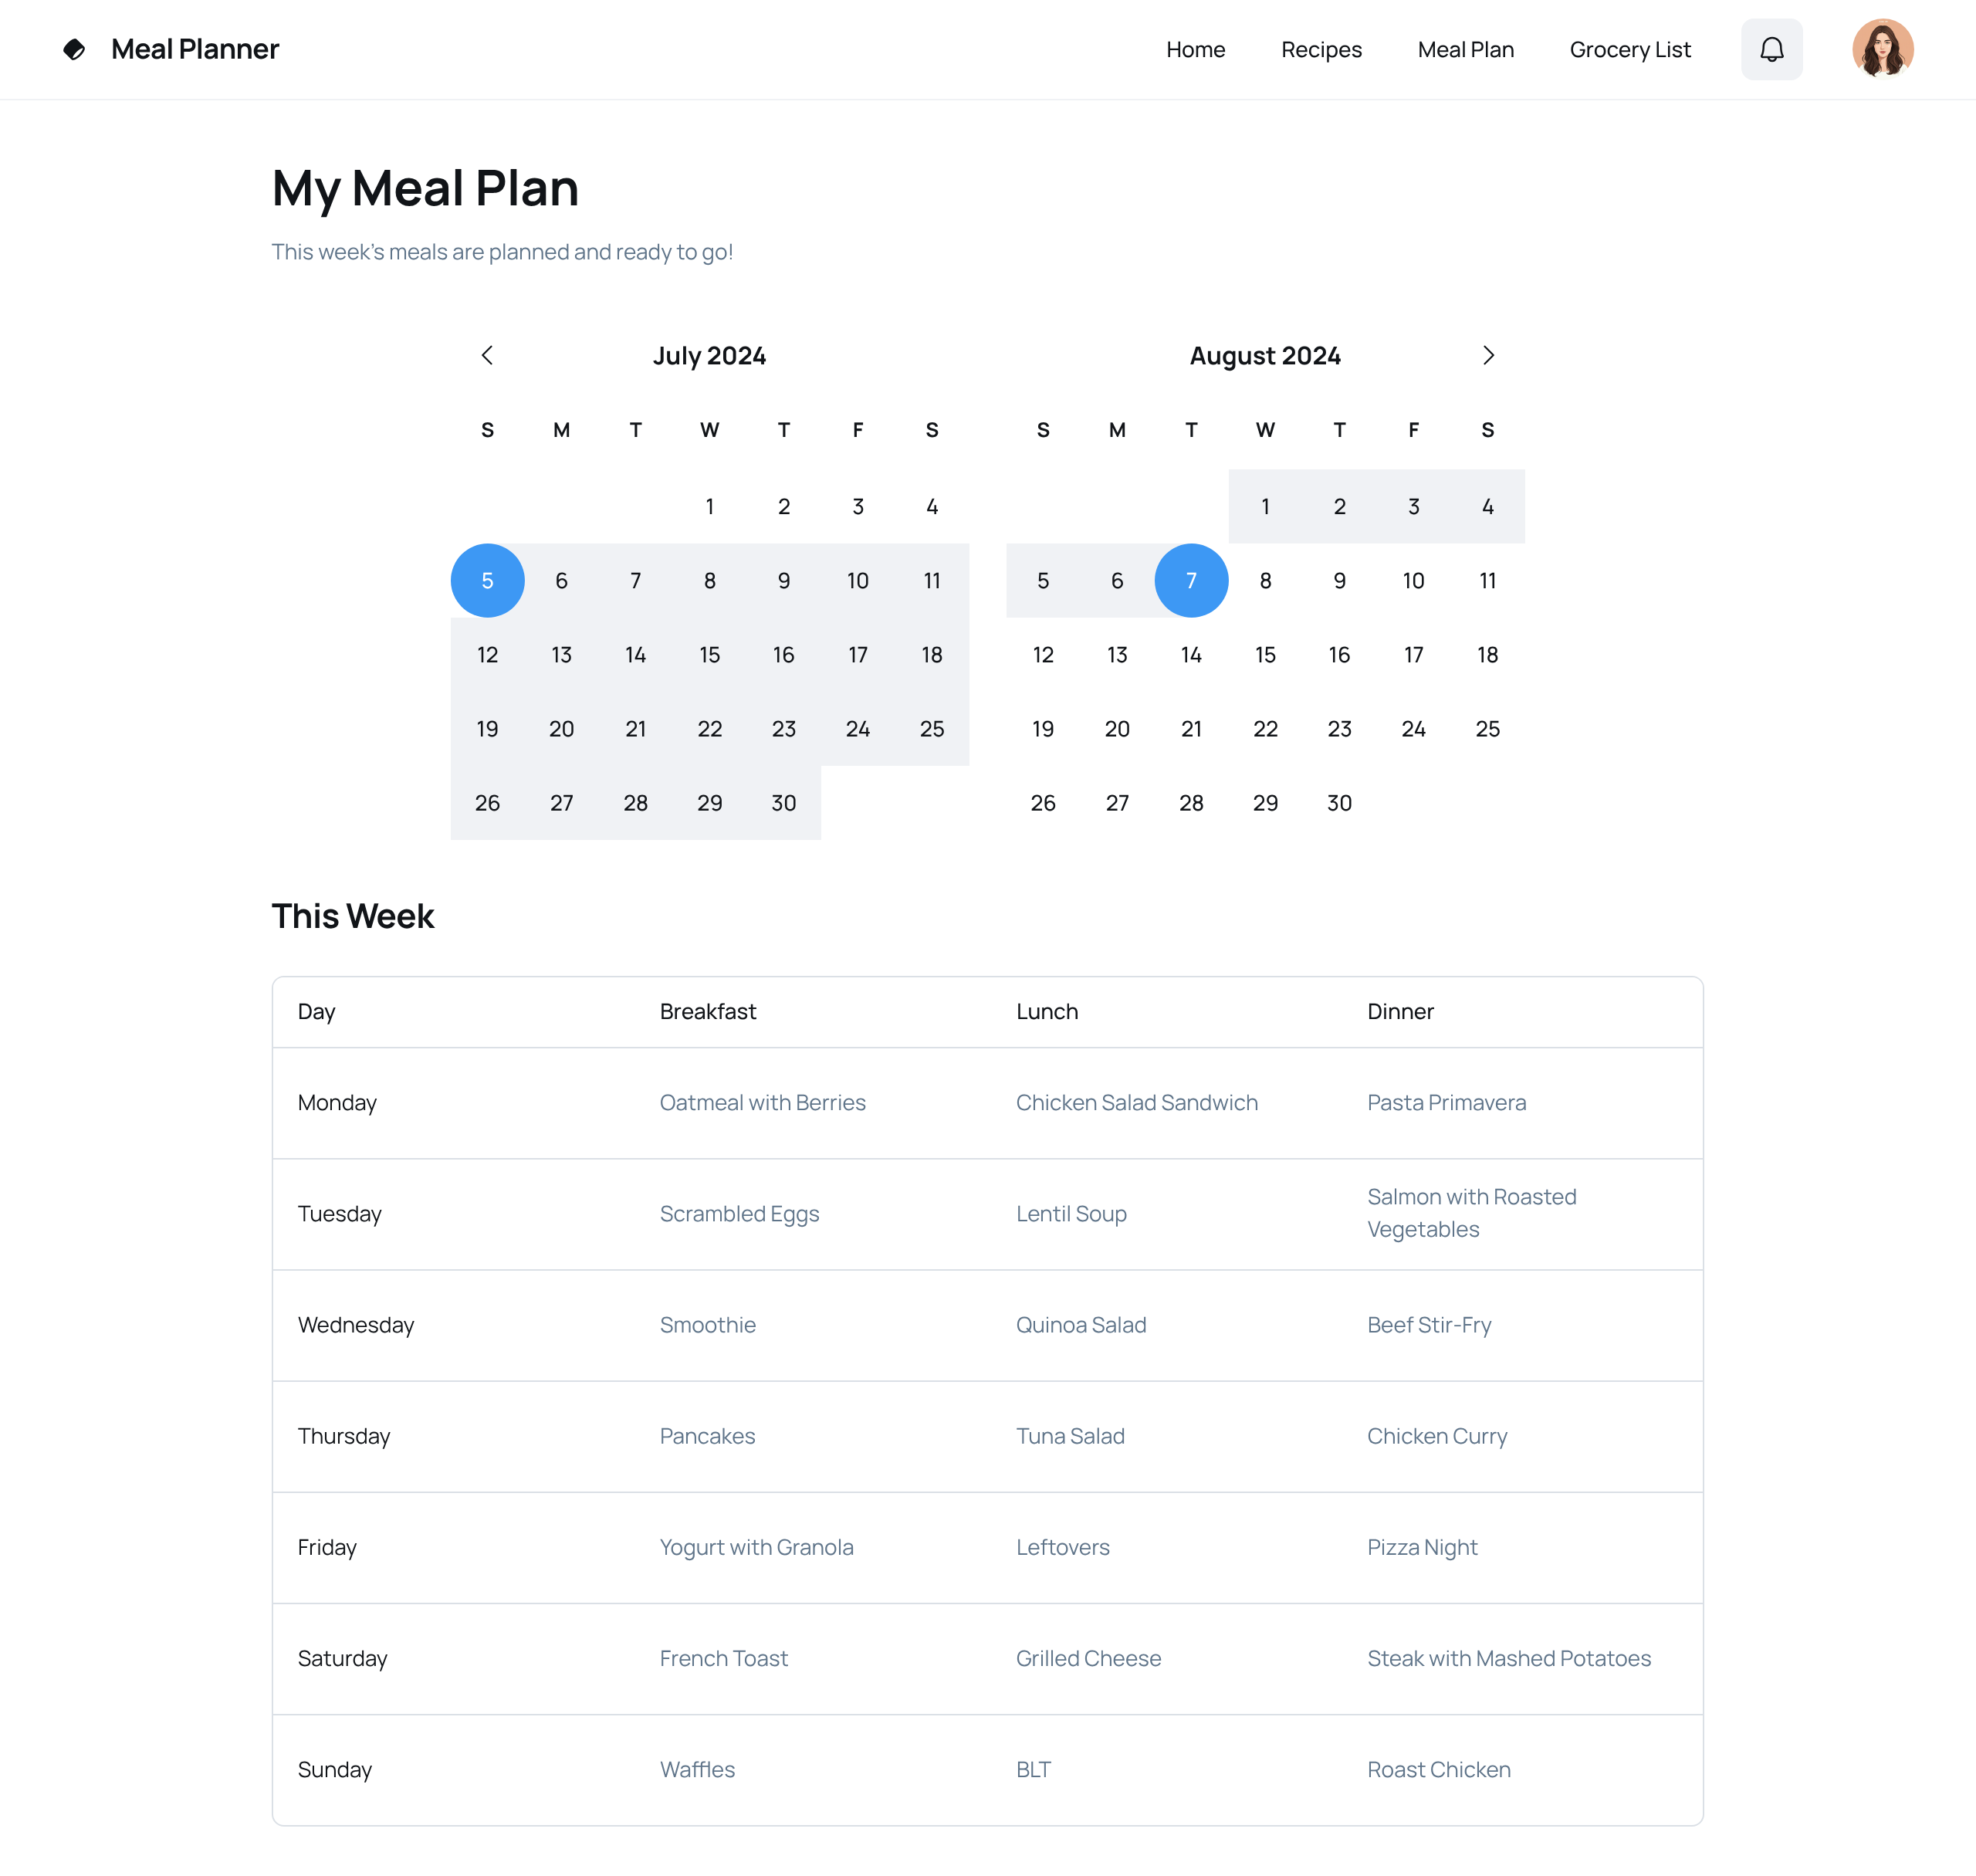 Meal Planner
Home Recipes Meal Plan Grocery List
My Meal Plan
This week's meals are planned and ready to go!
July 2024
S M T W T F S
1 2 3 4
5 6 7 8 9 10 11
12 13 14 15 16 17 18
19 20 21 22 23 24 25
26 27 28 29 30
August 2024
S M T W T F S
1 2 3 4
5 6 7 8 9 10 11
12 13 14 15 16 17 18
19 20 21 22 23 24 25
26 27 28 29 30
This Week
Day Breakfast Lunch Dinner
Monday Oatmeal with Berries Chicken Salad Sandwich Pasta Primavera
Tuesday Scrambled Eggs Lentil Soup Salmon with Roasted
Vegetables
Wednesday Smoothie Quinoa Salad Beef Stir-Fry
Thursday Pancakes Tuna Salad Chicken Curry
Friday Yogurt with Granola Leftovers Pizza Night
Saturday French Toast Grilled Cheese Steak with Mashed Potatoes
Sunday Waffles BLT Roast Chicken